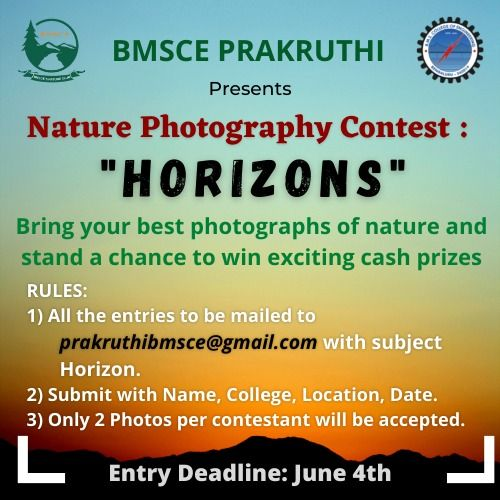 BMSCE PRAKRUTHI
Presents
Nature Photography Contest :
"HORIZONS"
Bring your best photographs of nature and
stand a chance to win exciting cash prizes
RULES:
1) All the entries to be mailed to
prakruthibmsce@gmail.com with subject
Horizon.
2) Submit with Name, College, Location, Date.
3) Only 2 Photos per contestant will be accepted.
Entry Deadline: June 4th